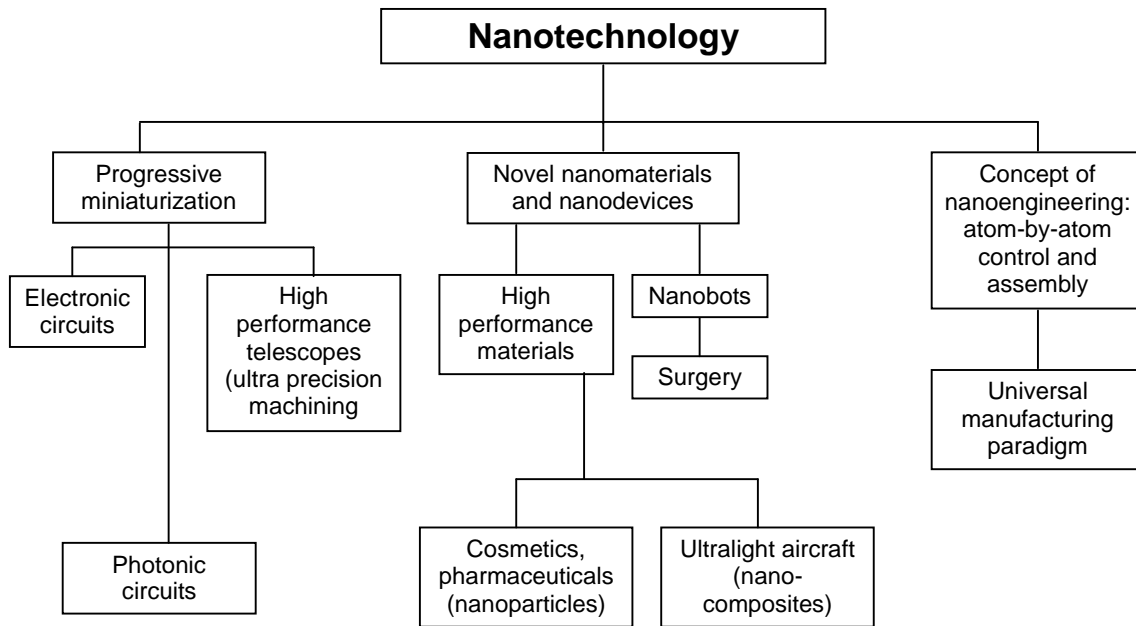 Nanotechnology
Progressive
miniaturization
Novel nanomaterials
and nanodevices
Concept of
nanoengineering:
atom-by-atom
control and
assembly
Electronic
circuits
High
performance
telescopes
(ultra precision
machining
High
performance
materials
Nanobots
Surgery
Universal
manufacturing
paradigm
Photonic
circuits
Cosmetics,
pharmaceuticals
(nanoparticles)
Ultralight aircraft
(nano-
composites)